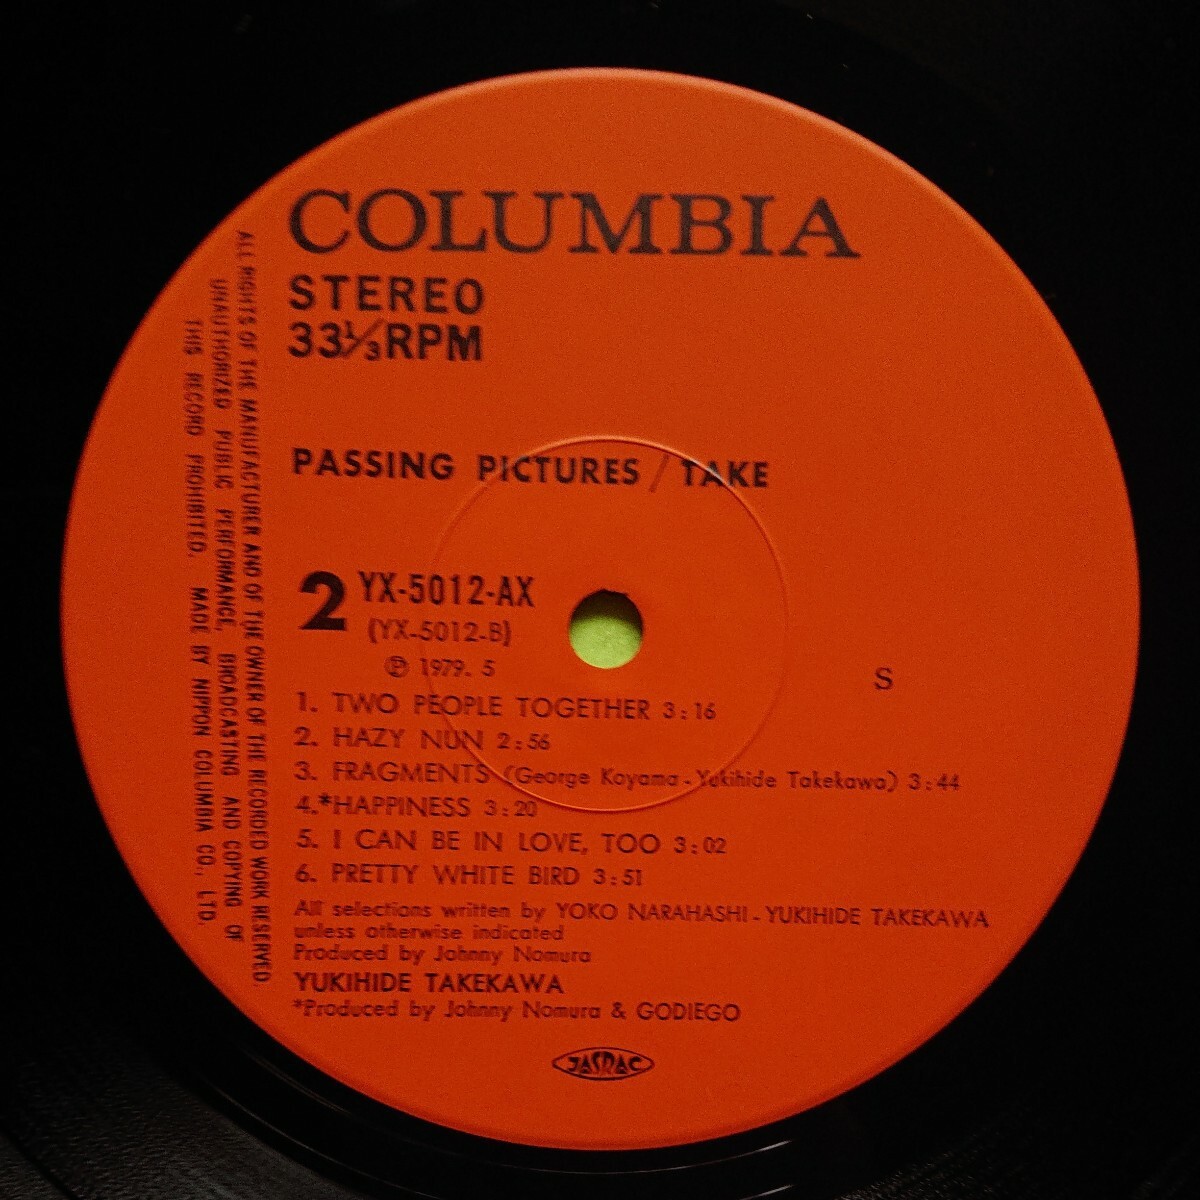 COLUMBIA
STEREO
33⅓RPM
PASSING PICTURES / TAKE
2 YX-5012-AX
(YX-5012-B)
℗ 1979. 5
S
1. TWO PEOPLE TOGETHER 3:16
2. HAZY NUN 2:56
3. FRAGMENTS (George Koyama - Yukihide Takekawa) 3:44
4.*HAPPINESS 3:20
5. I CAN BE IN LOVE, TOO 3:02
6. PRETTY WHITE BIRD 3:51
All selections written by YOKO NARAHASHI - YUKIHIDE TAKEKAWA
unless otherwise indicated
Produced by Johnny Nomura
YUKIHIDE TAKEKAWA
*Produced by Johnny Nomura & GODIEGO
JASRAC
ALL RIGHTS OF THE MANUFACTURER AND OF THE OWNER OF THE RECORDED WORK RESERVED
UNAUTHORIZED PUBLIC PERFORMANCE, BROADCASTING AND COPYING OF
THIS RECORD PROHIBITED. MADE BY NIPPON COLUMBIA CO., LTD.